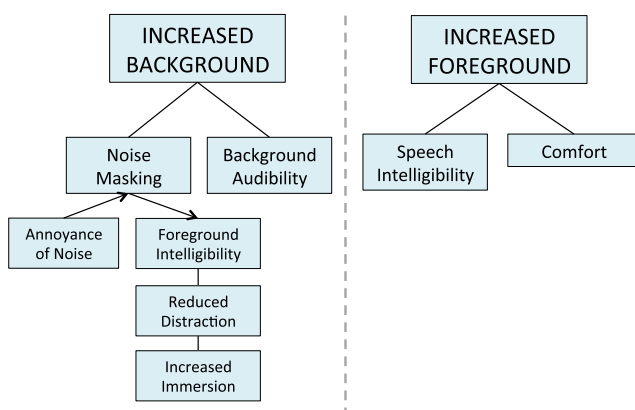 INCREASED
BACKGROUND
INCREASED
FOREGROUND
Noise
Masking
Background
Audibility
Speech
Intelligibility
Comfort
Annoyance
of Noise
Foreground
Intelligibility
Reduced
Distraction
Increased
Immersion